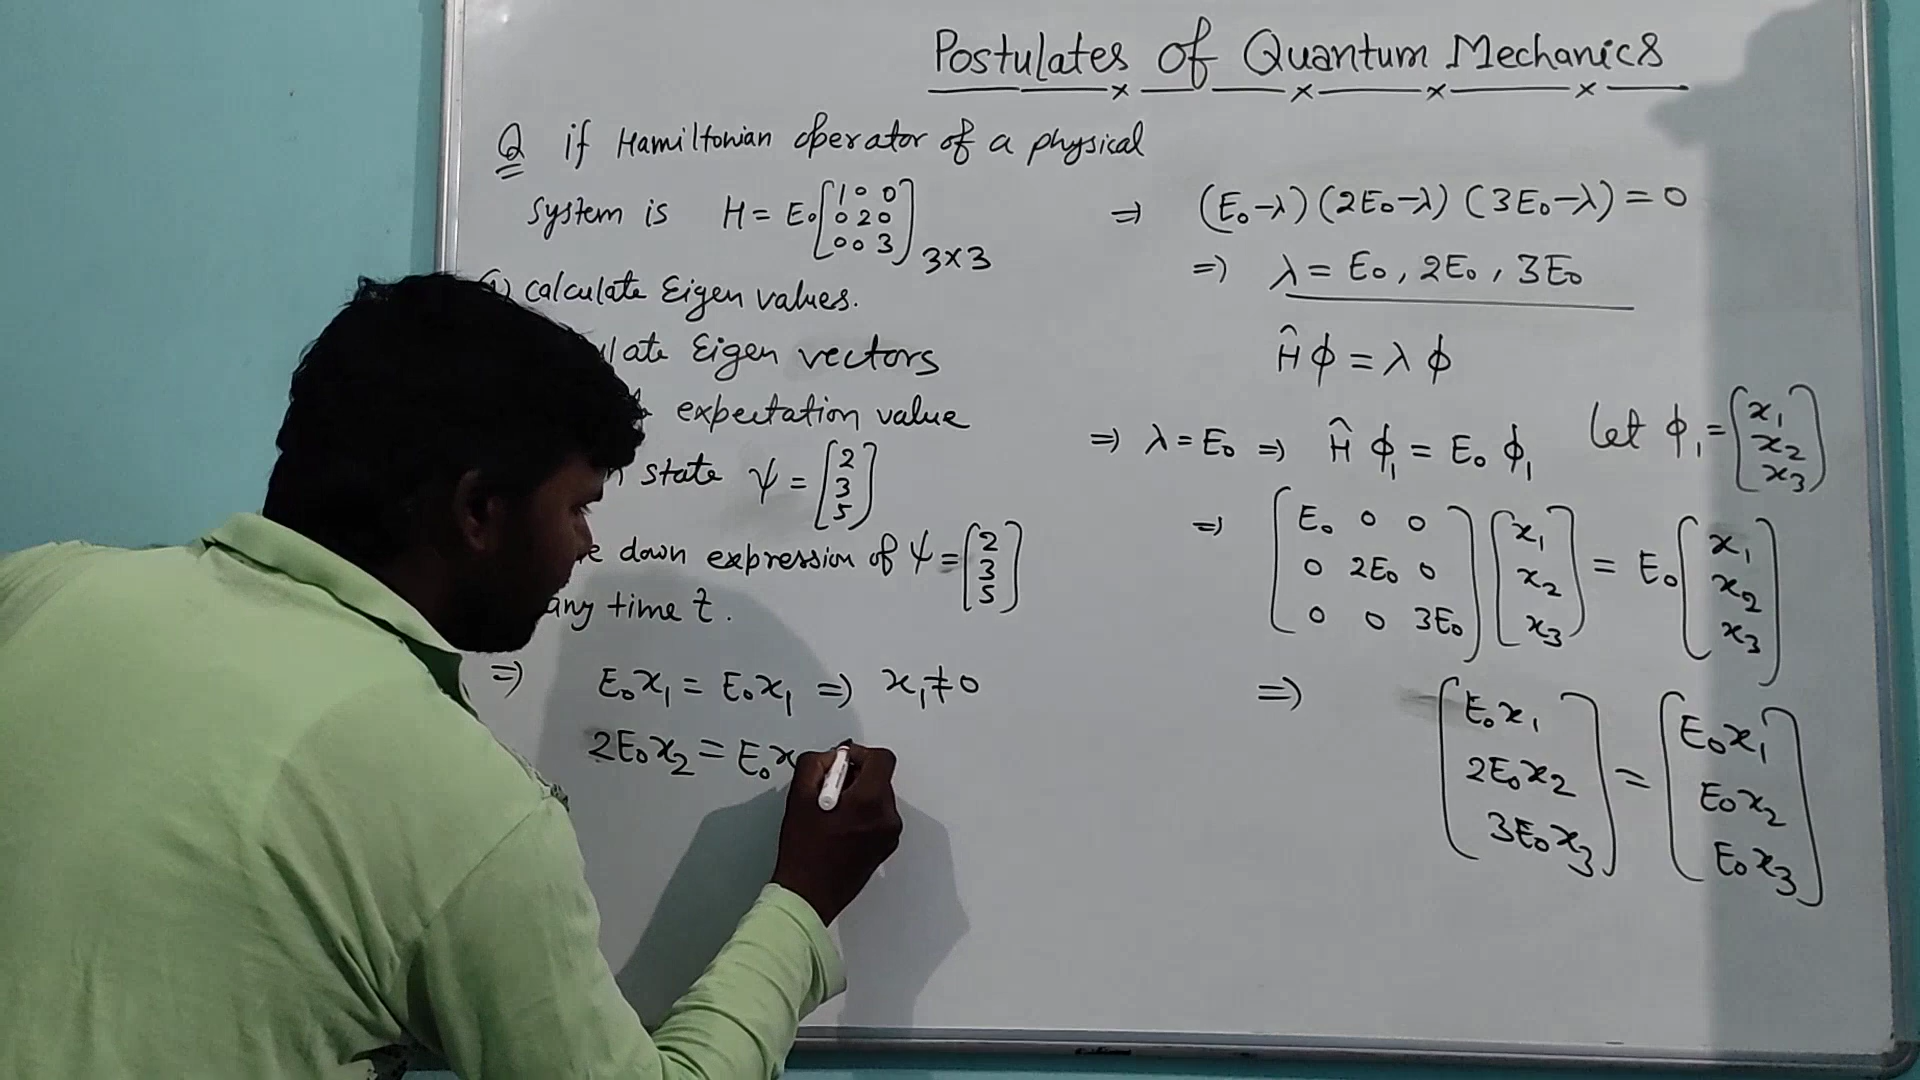 Postulates of Quantum Mechanics
Q if Hamiltonian operator of a physical
system is H = E₀ [1 0 0
0 2 0
0 0 3] 3×3
calculate Eigen values.
Eigen vectors
expectation value
state ψ = [2
3
5]
down expression of ψ = [2
3
5]
any time t.
⇒ E₀x₁ = E₀x₁ ⇒ x₁ ≠ 0
2E₀x₂ = E₀x
⇒ (E₀-λ) (2E₀-λ) (3E₀-λ) = 0
⇒ λ = E₀, 2E₀, 3E₀
Ĥϕ = λϕ
⇒ λ = E₀ ⇒ Ĥϕ₁ = E₀ϕ₁ let ϕ₁ = [x₁
x₂
x₃]
⇒ [E₀ 0 0] [x₁] = E₀ [x₁]
[0 2E₀ 0] [x₂] [x₂]
[0 0 3E₀] [x₃] [x₃]
⇒ [E₀x₁] = [E₀x₁]
[2E₀x₂] [E₀x₂]
[3E₀x₃] [E₀x₃]